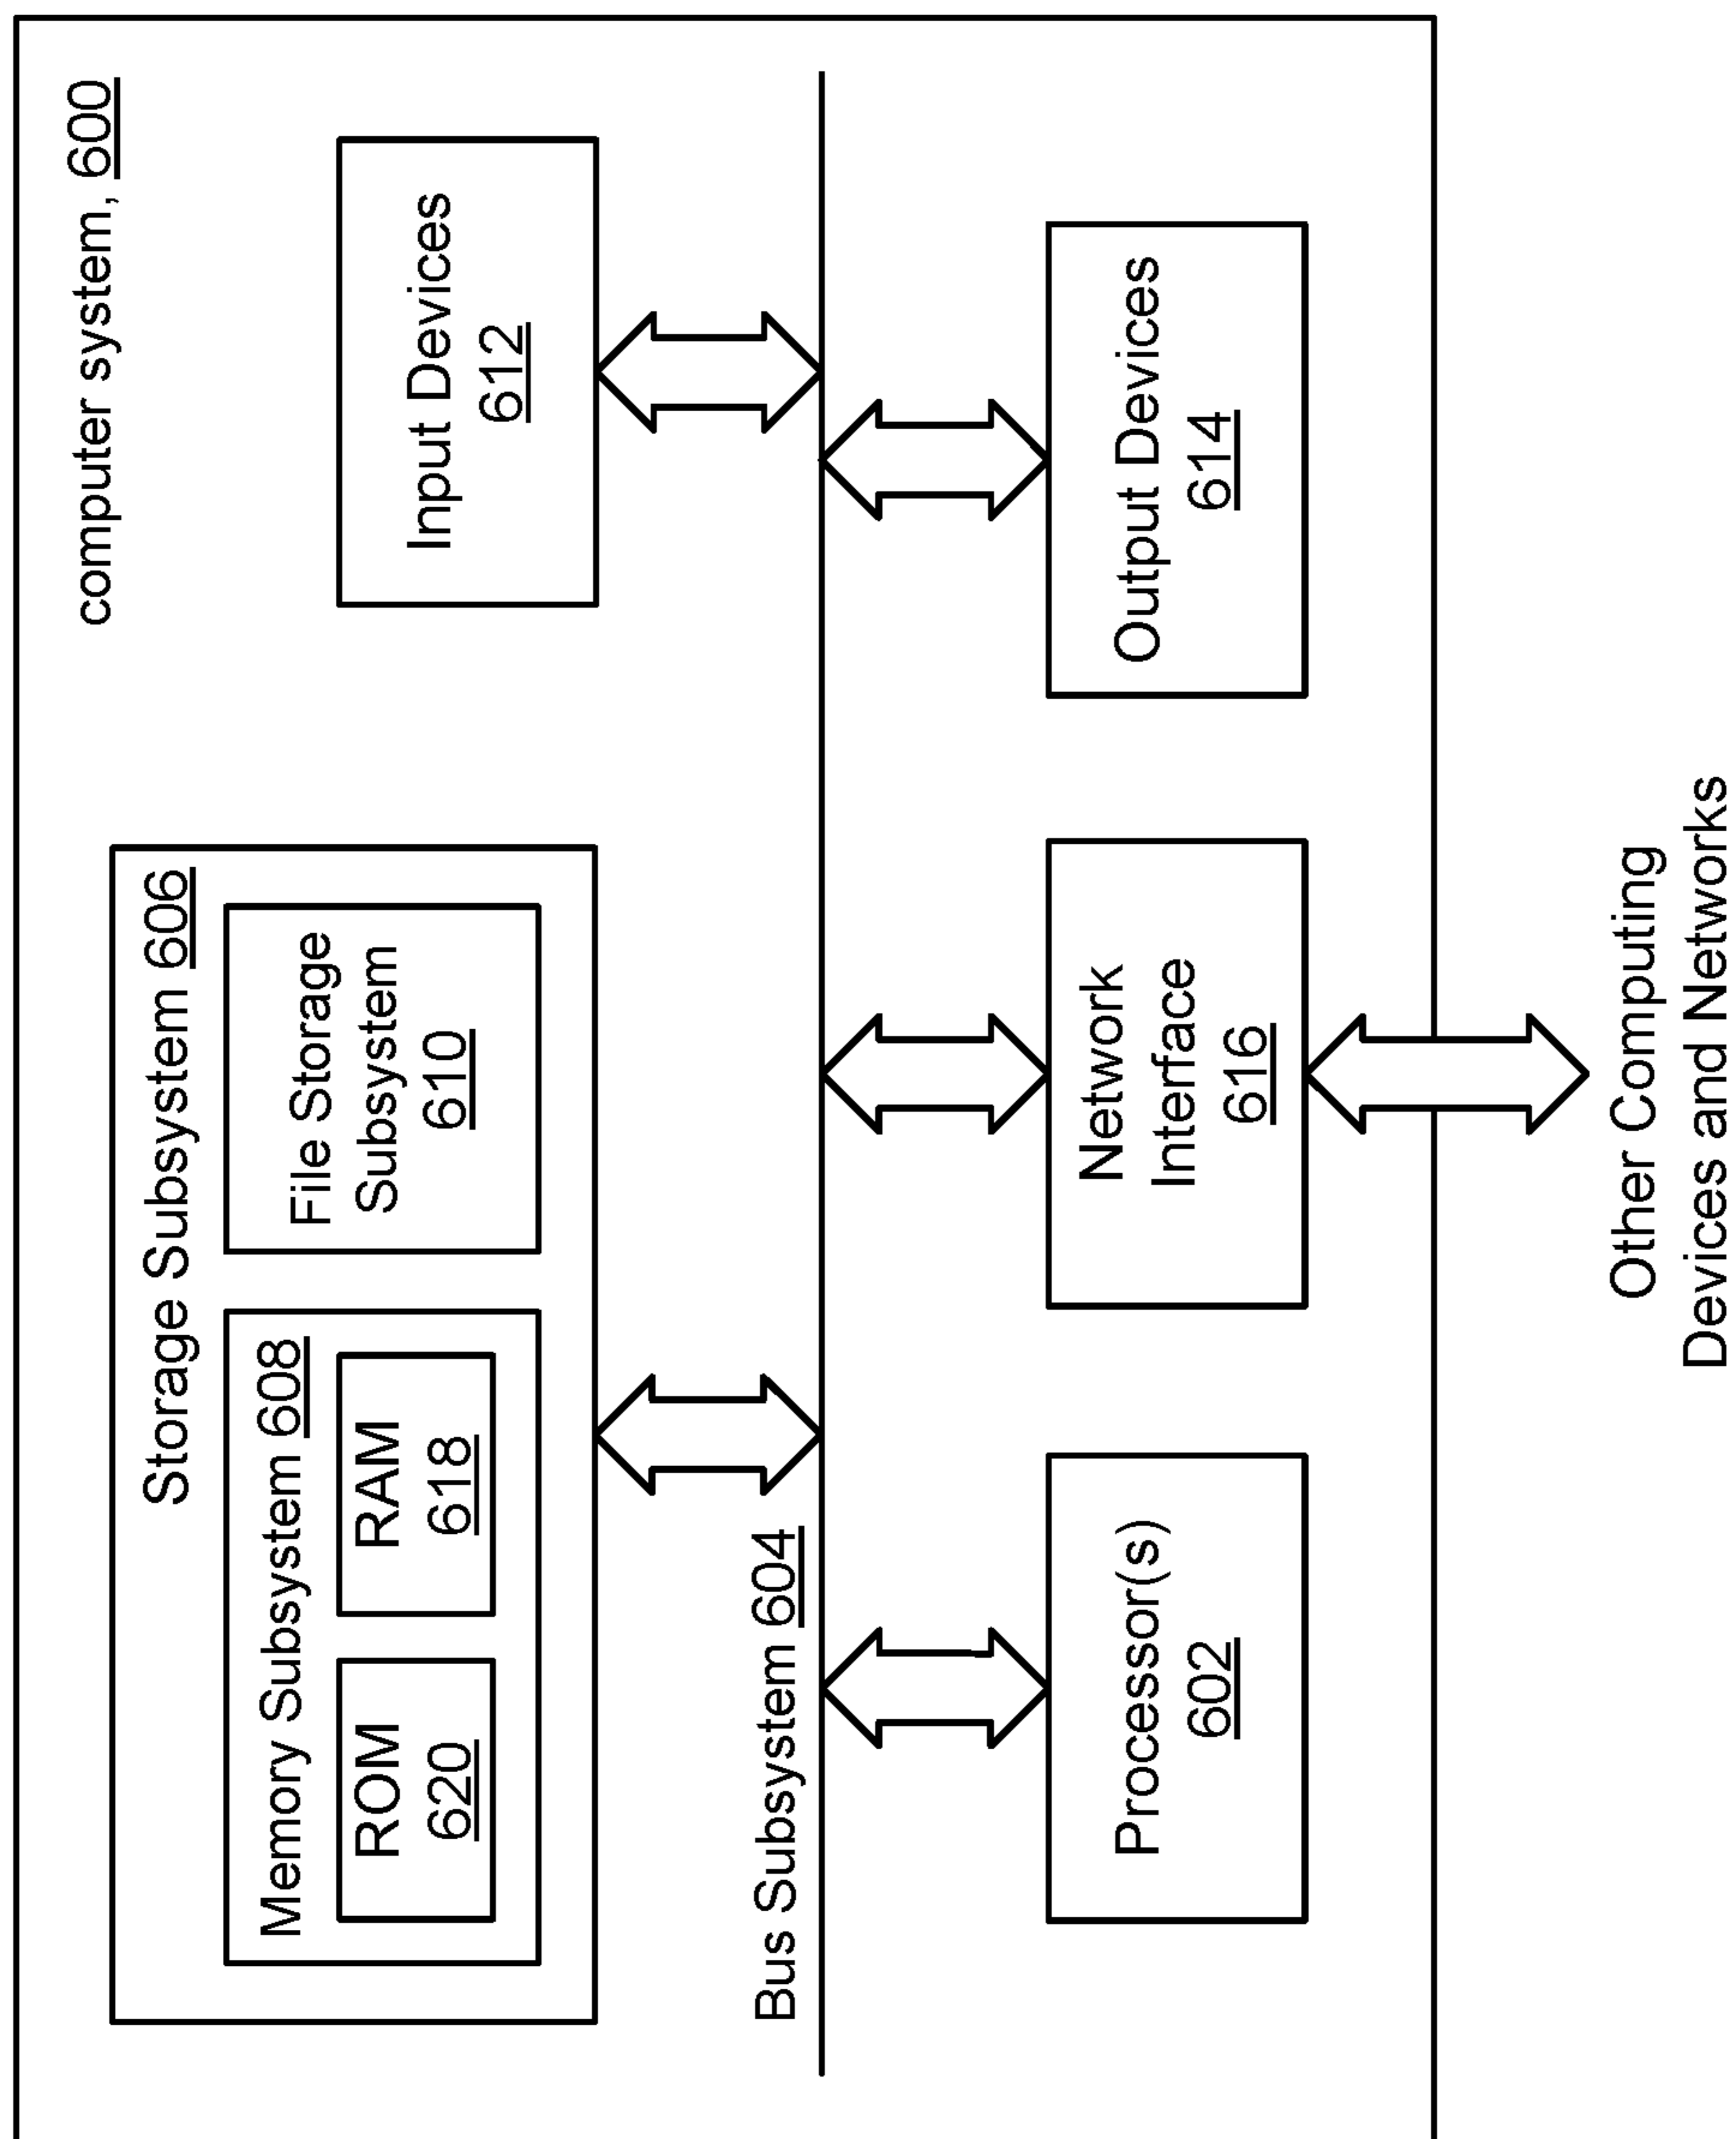 computer system, 600
Storage Subsystem 606
Memory Subsystem 608
ROM
620
RAM
618
File Storage
Subsystem
610
Input Devices
612
Bus Subsystem 604
Processor(s)
602
Network
Interface
616
Output Devices
614
Other Computing
Devices and Networks